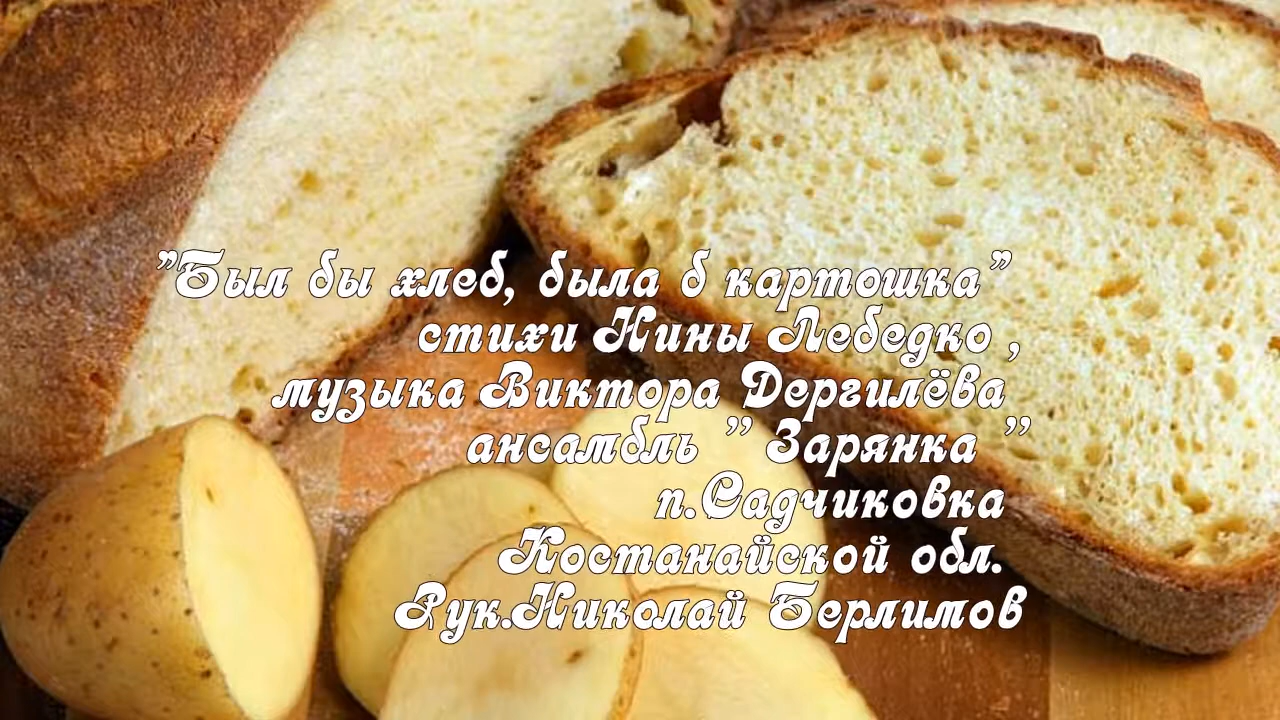 "Был бы хлеб, была б картошка"
стихи Нины Лебедко ,
музыка Виктора Дергилёва
ансамбль " Зарянка "
п.Садчиковка
Костанайской обл.
Рук.Николай Берлимов